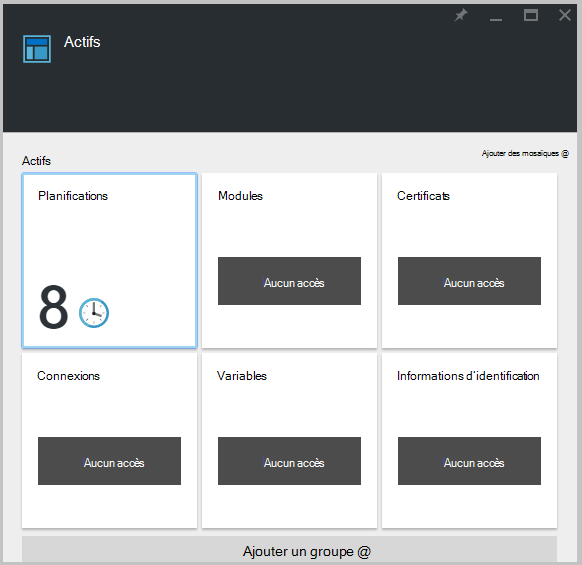 Actifs
Ajouter des mosaïques @
Actifs
Planifications
Modules
Certificats
8
Aucun accès
Aucun accès
Connexions
Variables
Informations d'identification
Aucun accès
Aucun accès
Aucun accès
Ajouter un groupe @